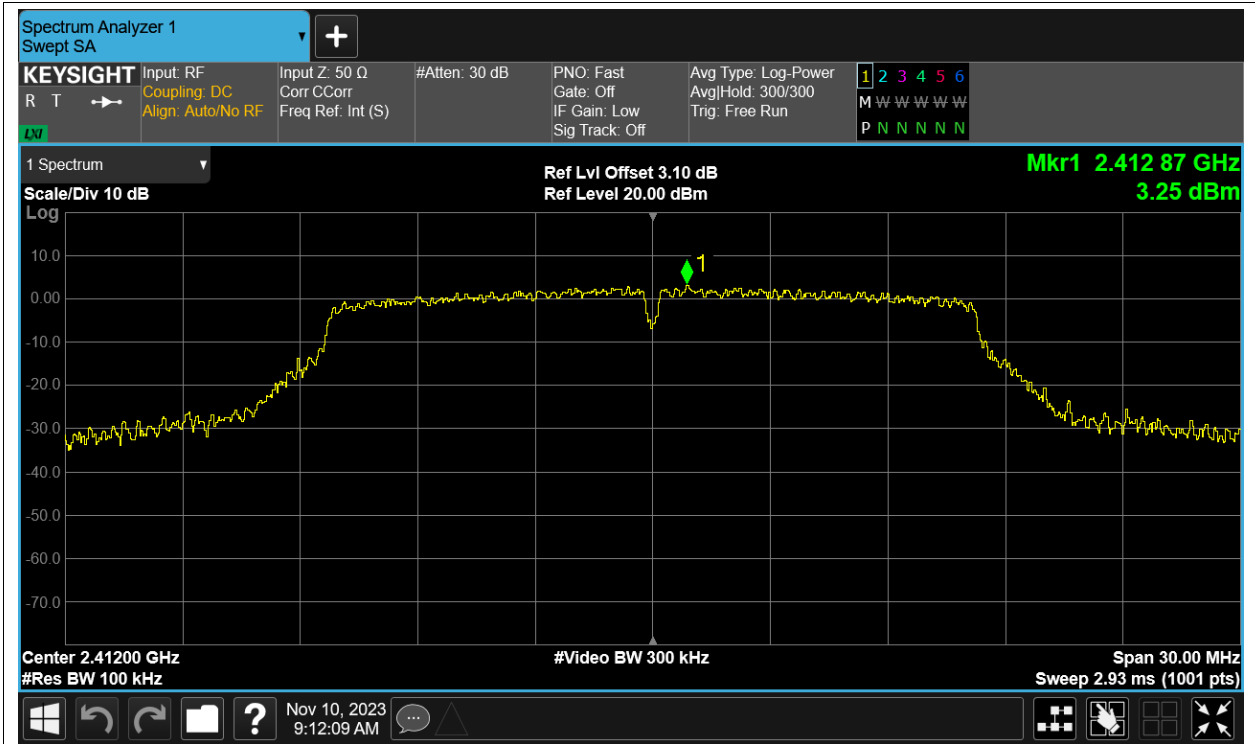 Spectrum Analyzer 1
Swept SA
KEYSIGHT
R T
LXI
Input: RF
Coupling: DC
Align: Auto/No RF
Input Z: 50 Ω
Corr CCorr
Freq Ref: Int (S)
#Atten: 30 dB
PNO: Fast
Gate: Off
IF Gain: Low
Sig Track: Off
Avg Type: Log-Power
Avg|Hold: 300/300
Trig: Free Run
1 2 3 4 5 6
M W W W W W
P N N N N N
1 Spectrum
Scale/Div 10 dB
Log
Ref Lvl Offset 3.10 dB
Ref Level 20.00 dBm
Mkr1 2.412 87 GHz
3.25 dBm
1
10.0
0.00
-10.0
-20.0
-30.0
-40.0
-50.0
-60.0
-70.0
Center 2.41200 GHz
#Res BW 100 kHz
#Video BW 300 kHz
Span 30.00 MHz
Sweep 2.93 ms (1001 pts)
?
Nov 10, 2023
9:12:09 AM